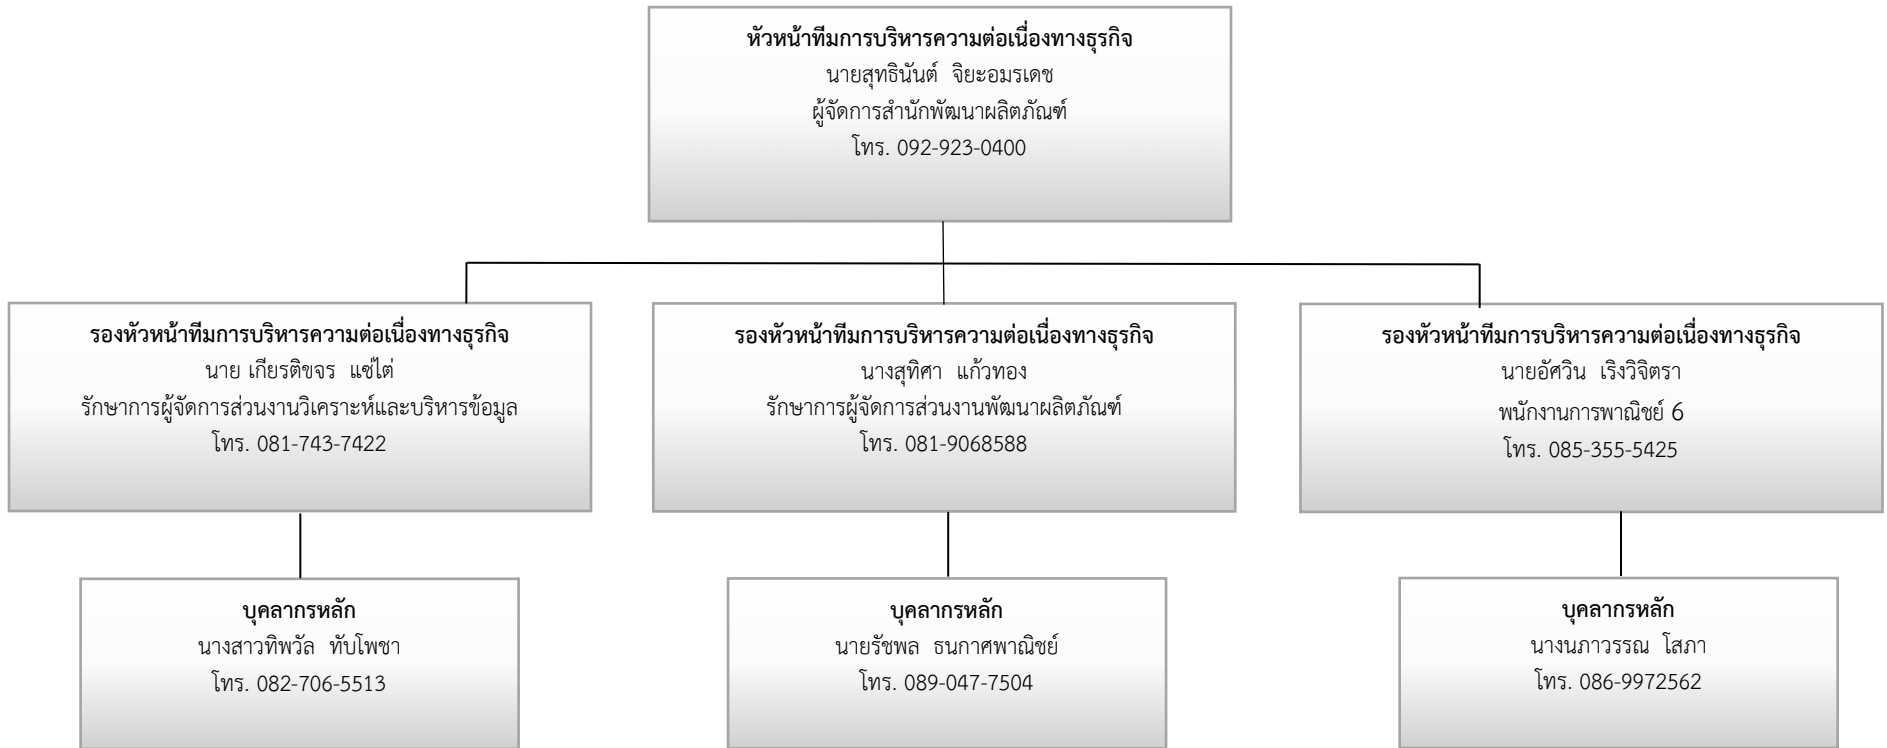 หัวหน้าทีมการบริหารความต่อเนื่องทางธุรกิจ
นายสุทธินันต์ จิยะอมรเดช
ผู้จัดการสำนักพัฒนาผลิตภัณฑ์
โทร. 092-923-0400
รองหัวหน้าทีมการบริหารความต่อเนื่องทางธุรกิจ
นาย เกียรติขจร แซ่ไต่
รักษาการผู้จัดการส่วนงานวิเคราะห์และบริหารข้อมูล
โทร. 081-743-7422
รองหัวหน้าทีมการบริหารความต่อเนื่องทางธุรกิจ
นางสุทิศา แก้วทอง
รักษาการผู้จัดการส่วนงานพัฒนาผลิตภัณฑ์
โทร. 081-9068588
รองหัวหน้าทีมการบริหารความต่อเนื่องทางธุรกิจ
นายอัศวิน เริงวิจิตรา
พนักงานการพาณิชย์ 6
โทร. 085-355-5425
บุคลากรหลัก
นางสาวทิพวัล ทับโพชา
โทร. 082-706-5513
บุคลากรหลัก
นายรัชพล ธนกาศพาณิชย์
โทร. 089-047-7504
บุคลากรหลัก
นางนภาวรรณ โสภา
โทร. 086-9972562